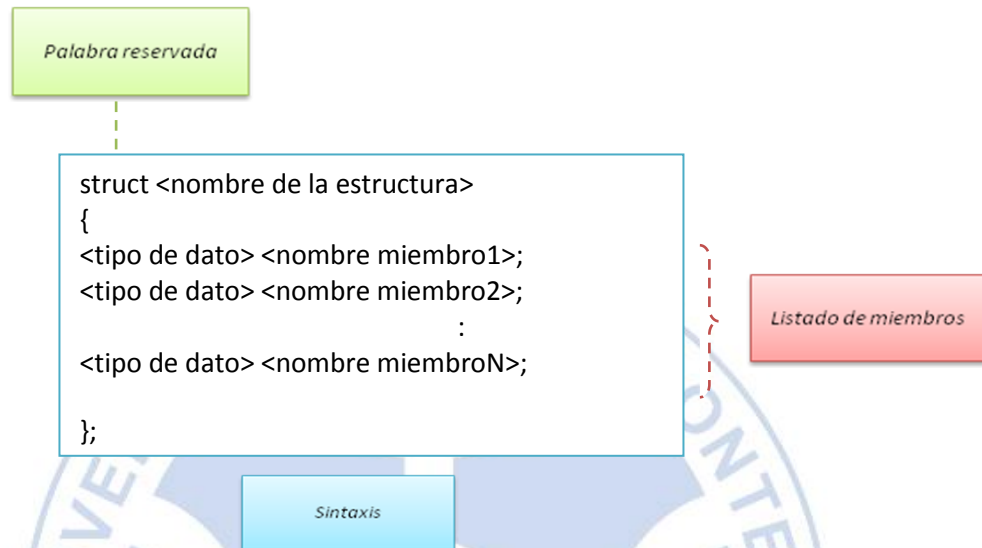 Palabra reservada
struct <nombre de la estructura>
{
<tipo de dato> <nombre miembro1>;
<tipo de dato> <nombre miembro2>;
:
<tipo de dato> <nombre miembroN>;
};
Listado de miembros
Sintaxis